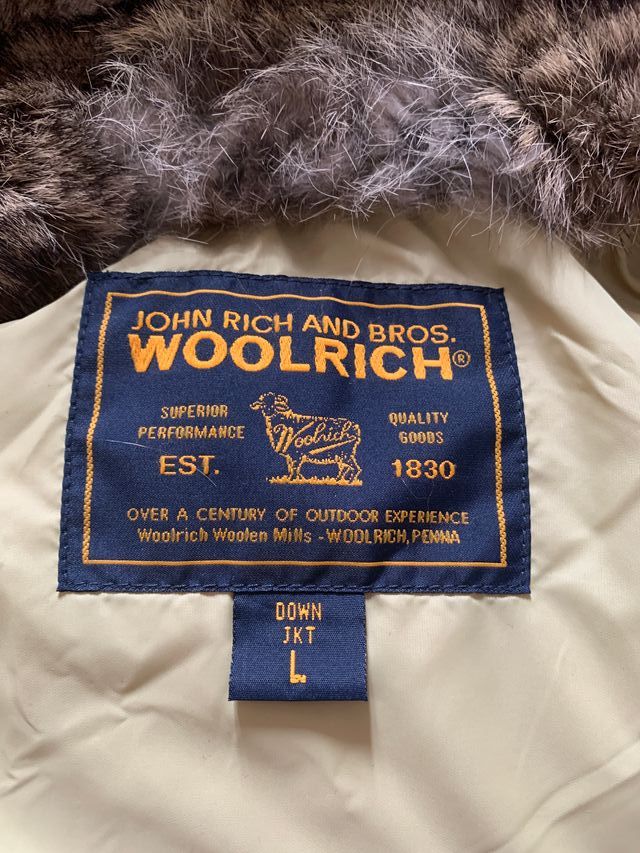 JOHN RICH AND BROS.
WOOLRICH®
SUPERIOR
PERFORMANCE
Woolrich
QUALITY
GOODS
EST.
1830
OVER A CENTURY OF OUTDOOR EXPERIENCE
Woolrich Woolen Mills - WOOLRICH, PENNA
DOWN
JKT
L